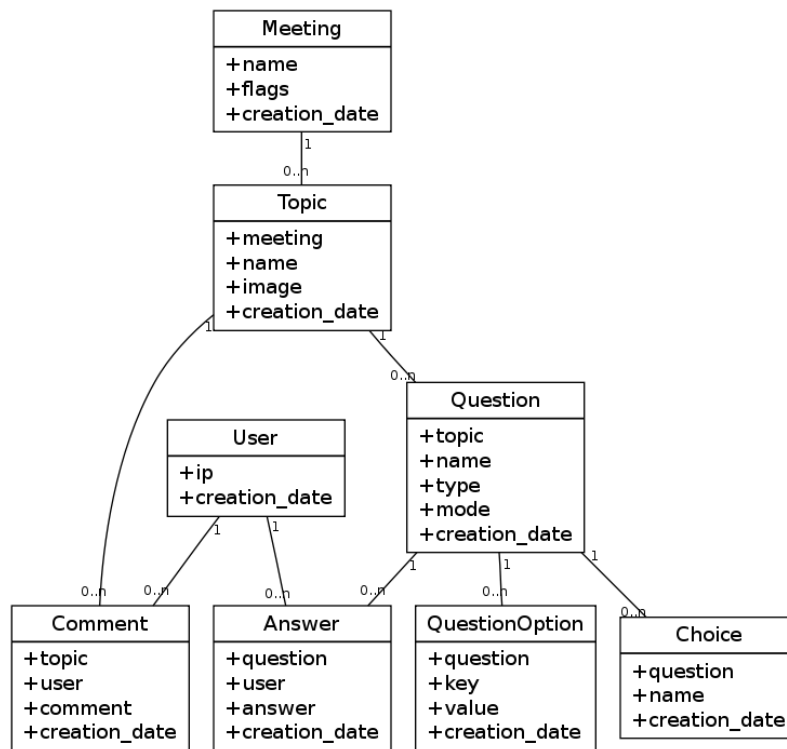 Meeting
+name
+flags
+creation_date
1
0..n
Topic
+meeting
+name
+image
+creation_date
1
1
0..n
Question
+topic
+name
+type
+mode
+creation_date
User
+ip
+creation_date
1
1
1
1
1
0..n
0..n
0..n
0..n
0..n
0..n
Comment
+topic
+user
+comment
+creation_date
Answer
+question
+user
+answer
+creation_date
QuestionOption
+question
+key
+value
+creation_date
Choice
+question
+name
+creation_date